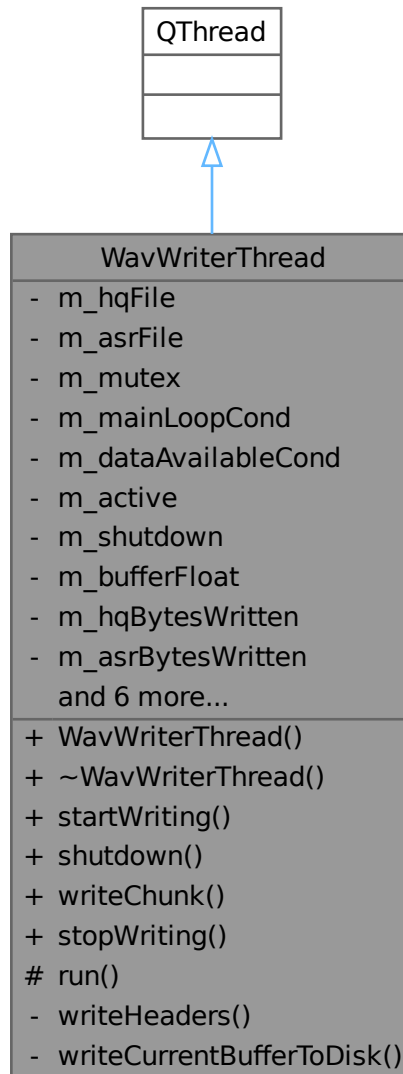 QThread
WavWriterThread
- m_hqFile
- m_asrFile
- m_mutex
- m_mainLoopCond
- m_dataAvailableCond
- m_active
- m_shutdown
- m_bufferFloat
- m_hqBytesWritten
- m_asrBytesWritten
and 6 more...
+ WavWriterThread()
+ ~WavWriterThread()
+ startWriting()
+ shutdown()
+ writeChunk()
+ stopWriting()
# run()
- writeHeaders()
- writeCurrentBufferToDisk()